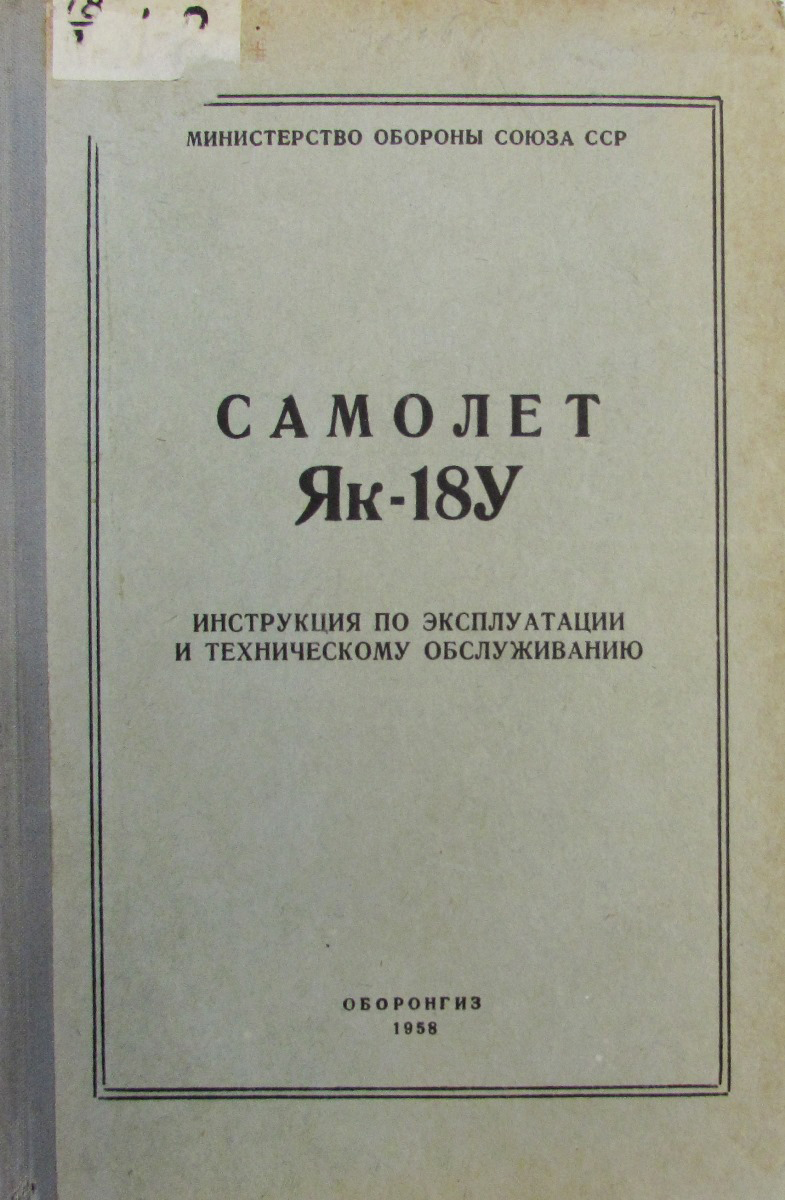 МИНИСТЕРСТВО ОБОРОНЫ СОЮЗА ССР
САМОЛЕТ
Як-18У
ИНСТРУКЦИЯ ПО ЭКСПЛУАТАЦИИ
И ТЕХНИЧЕСКОМУ ОБСЛУЖИВАНИЮ
ОБОРОНГИЗ
1958